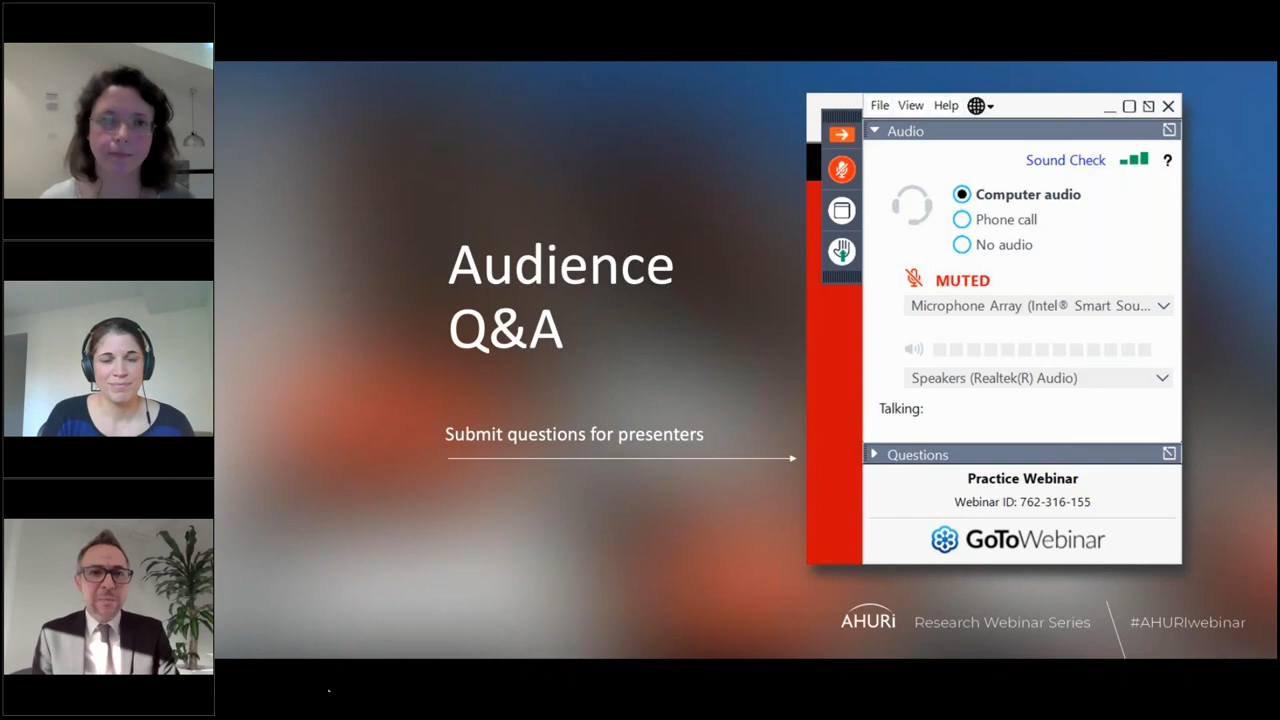 Audience
Q&A
Submit questions for presenters
File View Help
Audio
Sound Check ?
Computer audio
Phone call
No audio
MUTED
Microphone Array (Intel® Smart Sou...
Speakers (Realtek(R) Audio)
Talking:
Questions
Practice Webinar
Webinar ID: 762-316-155
GoToWebinar
AHURI Research Webinar Series #AHURIwebinar